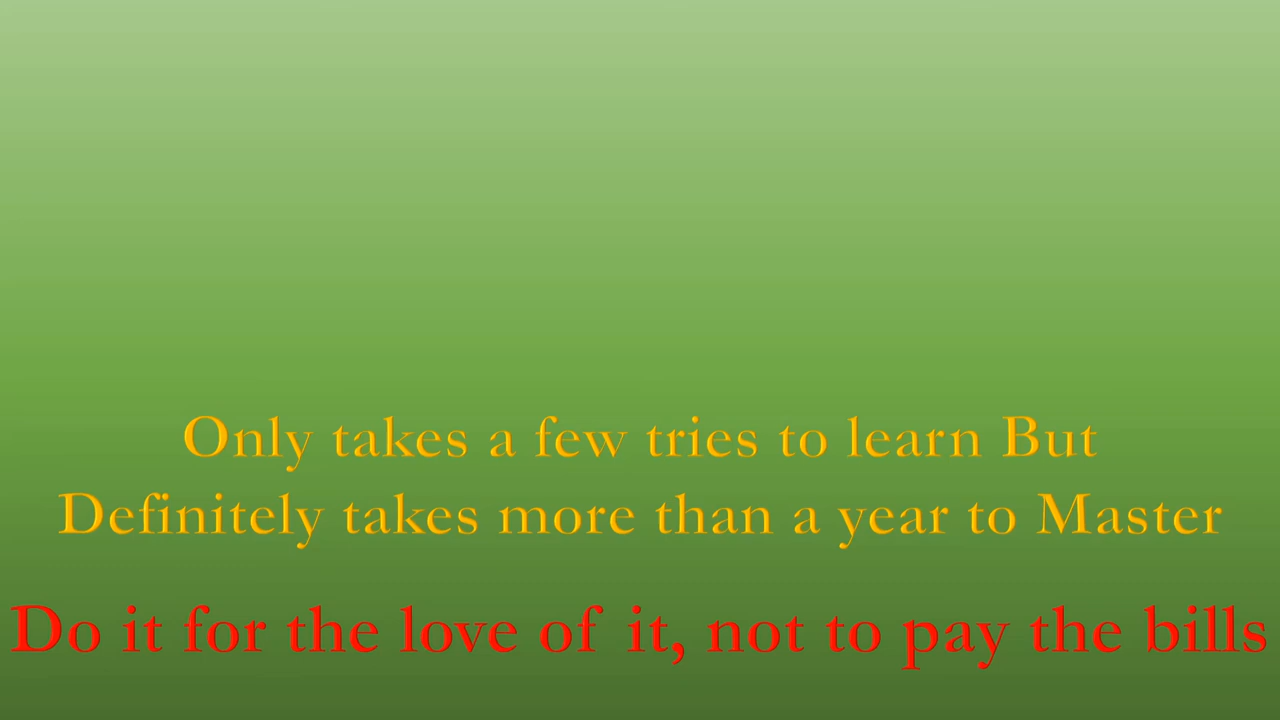 Only takes a few tries to learn But
Definitely takes more than a year to Master
Do it for the love of it, not to pay the bills